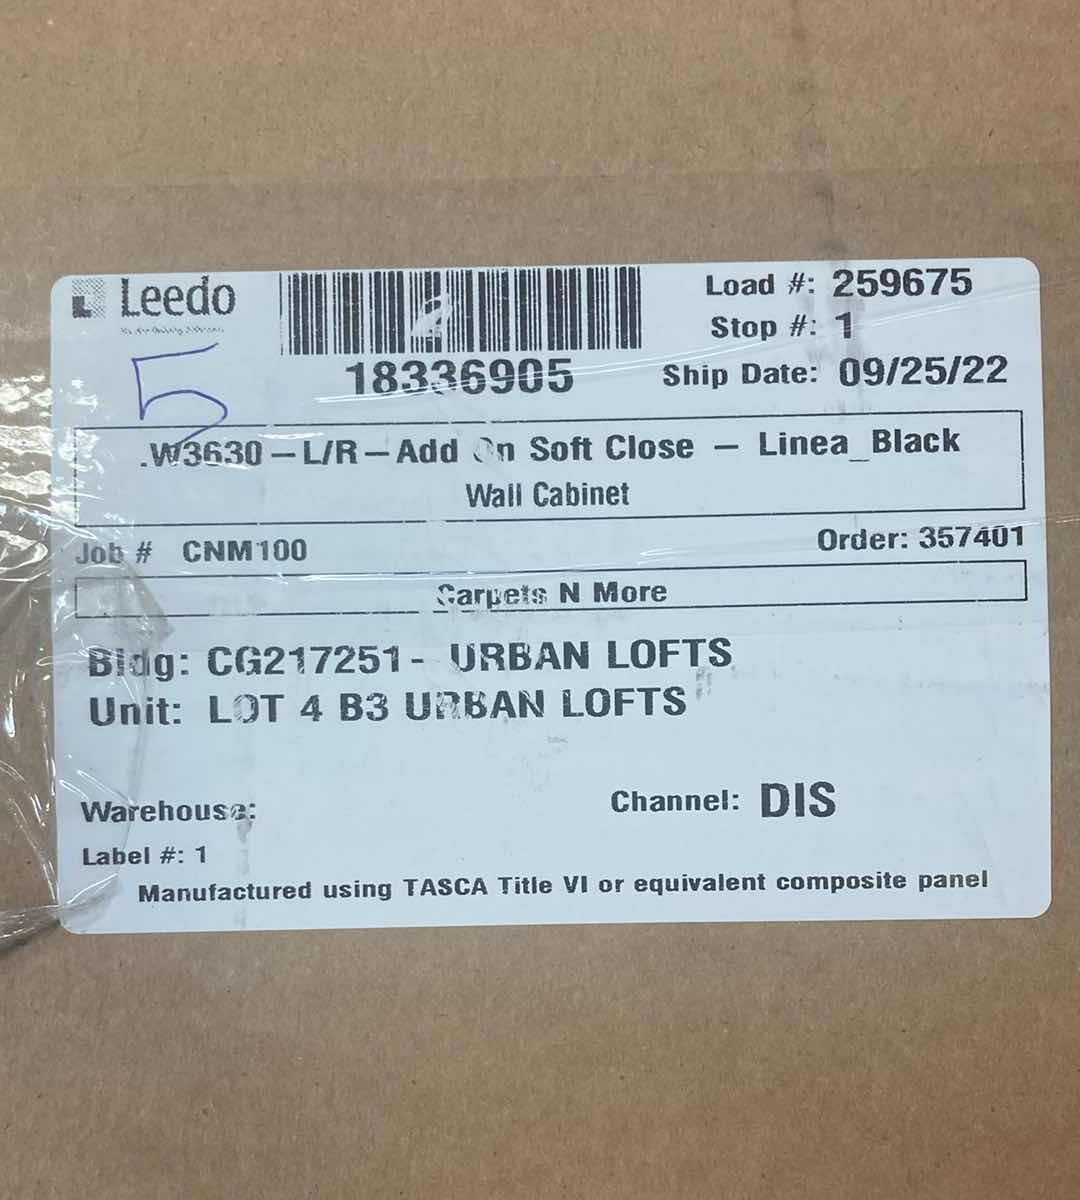 Leedo
Load #: 259675
Stop #: 1
18336905
Ship Date: 09/25/22
5
.W3630 – L/R – Add On Soft Close – Linea_Black
Wall Cabinet
Job # CNM100
Order: 357401
Carpets N More
Bldg: CG217251- URBAN LOFTS
Unit: LOT 4 B3 URBAN LOFTS
Warehouse:
Channel: DIS
Label #: 1
Manufactured using TASCA Title VI or equivalent composite panel